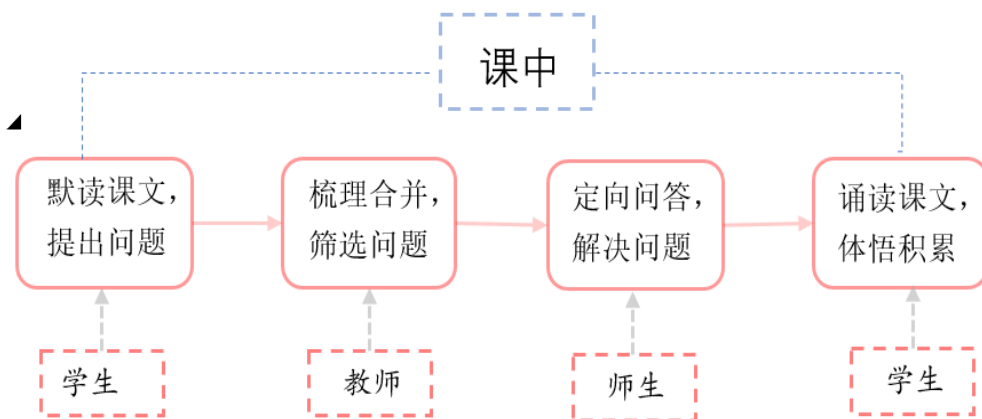 课中
默读课文，
提出问题
梳理合并，
筛选问题
定向问答，
解决问题
诵读课文，
体悟积累
学生
教师
师生
学生